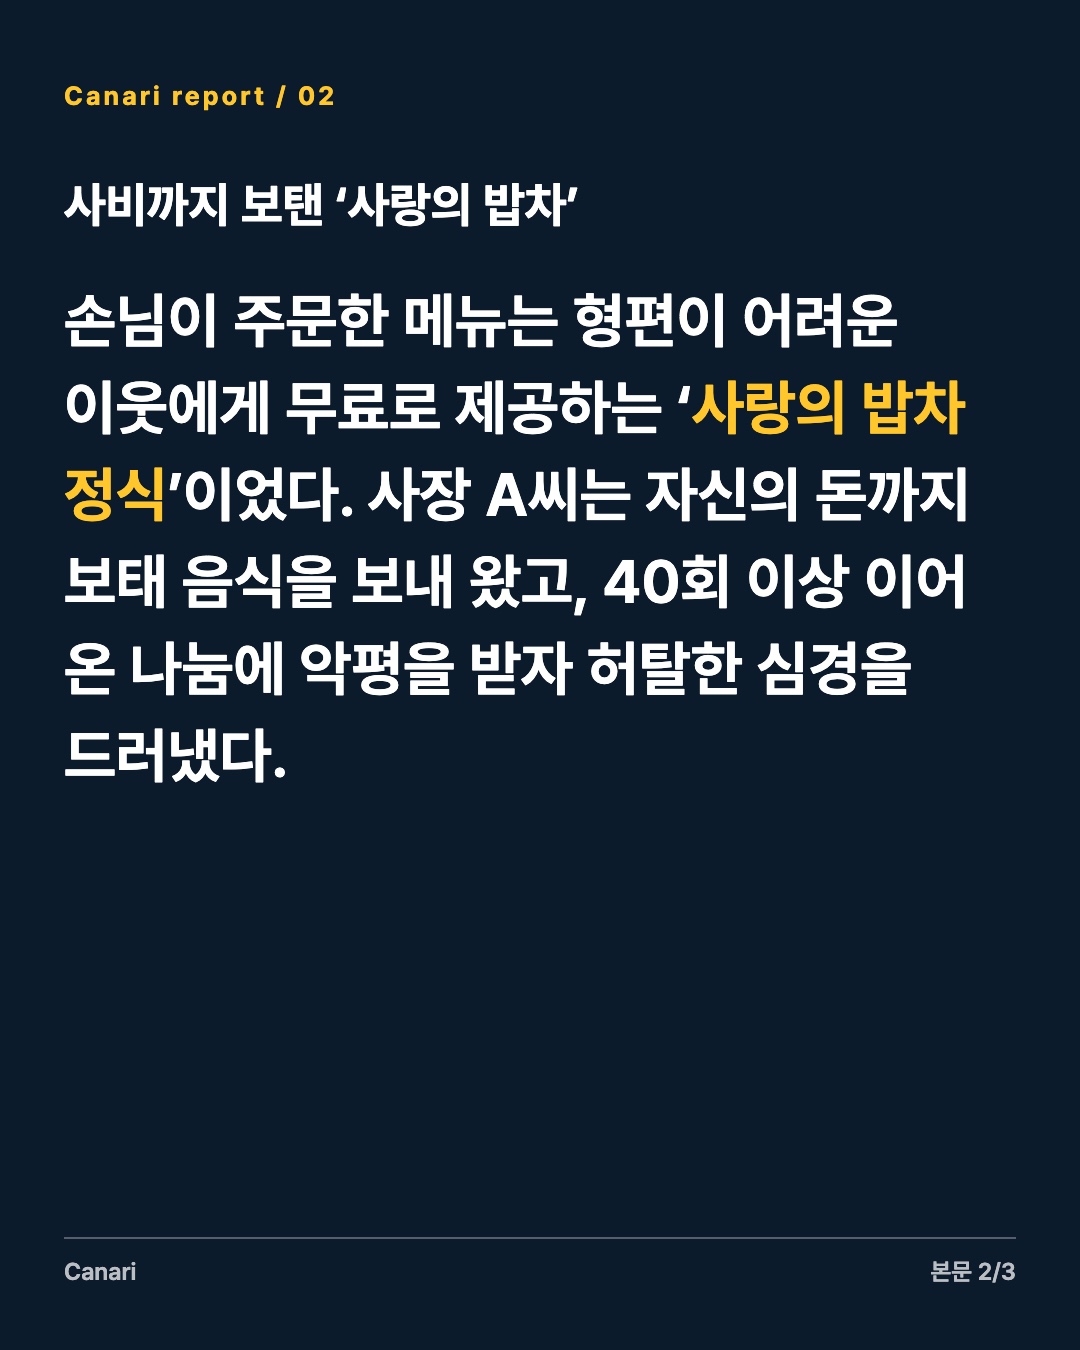 Canari report / 02
사비까지 보탠 ‘사랑의 밥차’
손님이 주문한 메뉴는 형편이 어려운
이웃에게 무료로 제공하는 ‘사랑의 밥차
정식’이었다. 사장 A씨는 자신의 돈까지
보태 음식을 보내 왔고, 40회 이상 이어
온 나눔에 악평을 받자 허탈한 심경을
드러냈다.
Canari
본문 2/3